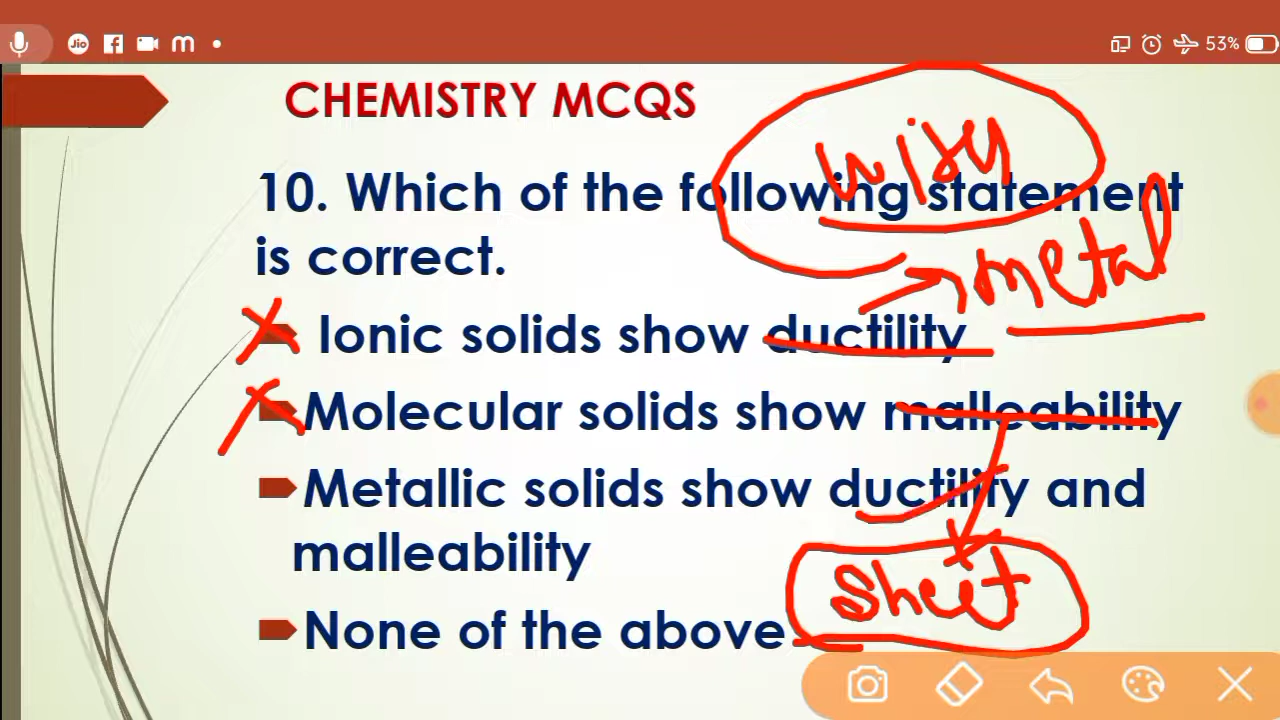 53%
CHEMISTRY MCQS
10. Which of the following statement
is correct.
metal
Ionic solids show ductility
Molecular solids show malleability
Metallic solids show ductility and
malleability
Sheet
None of the above